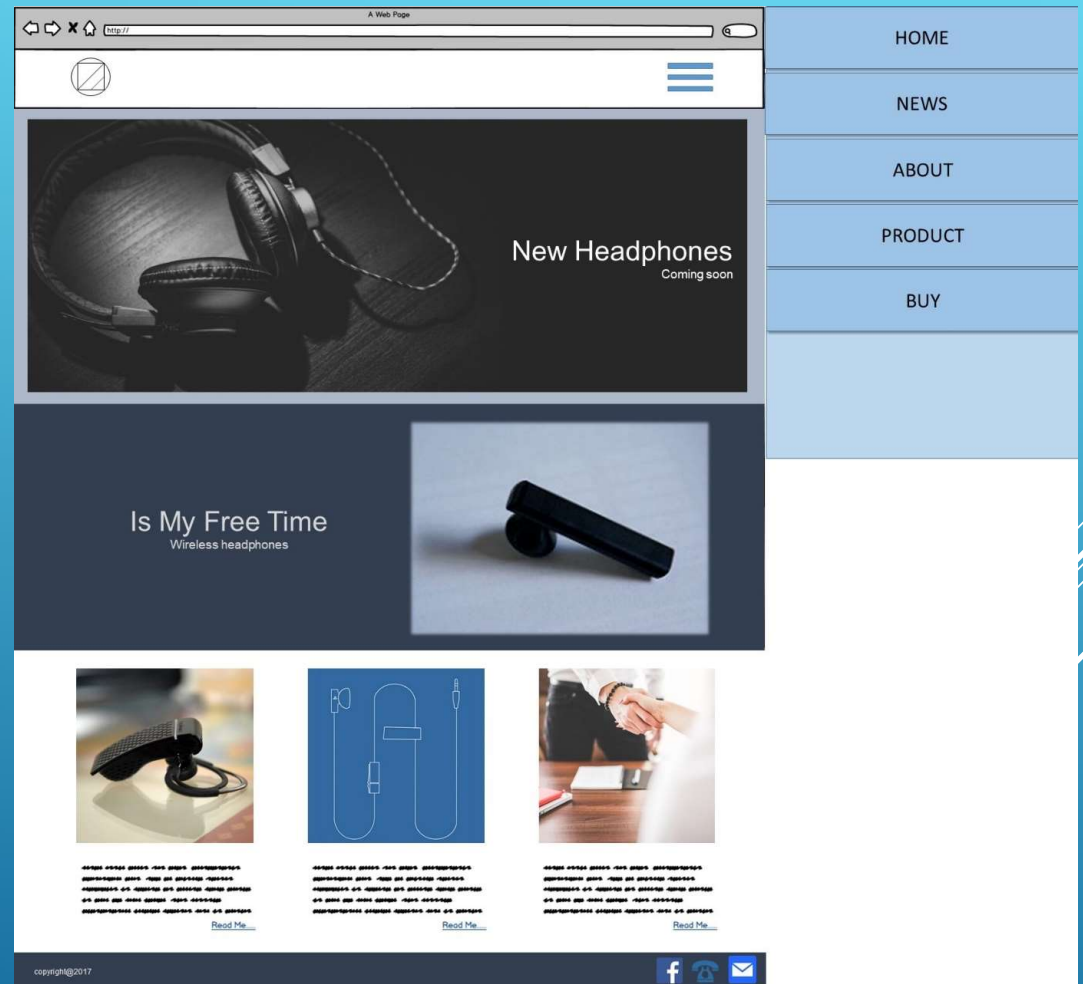 A Web Page
http://
HOME
NEWS
ABOUT
PRODUCT
BUY
New Headphones
Coming soon
Is My Free Time
Wireless headphones
Read Me.....
Read Me.....
Read Me.....
copyright@2017
f